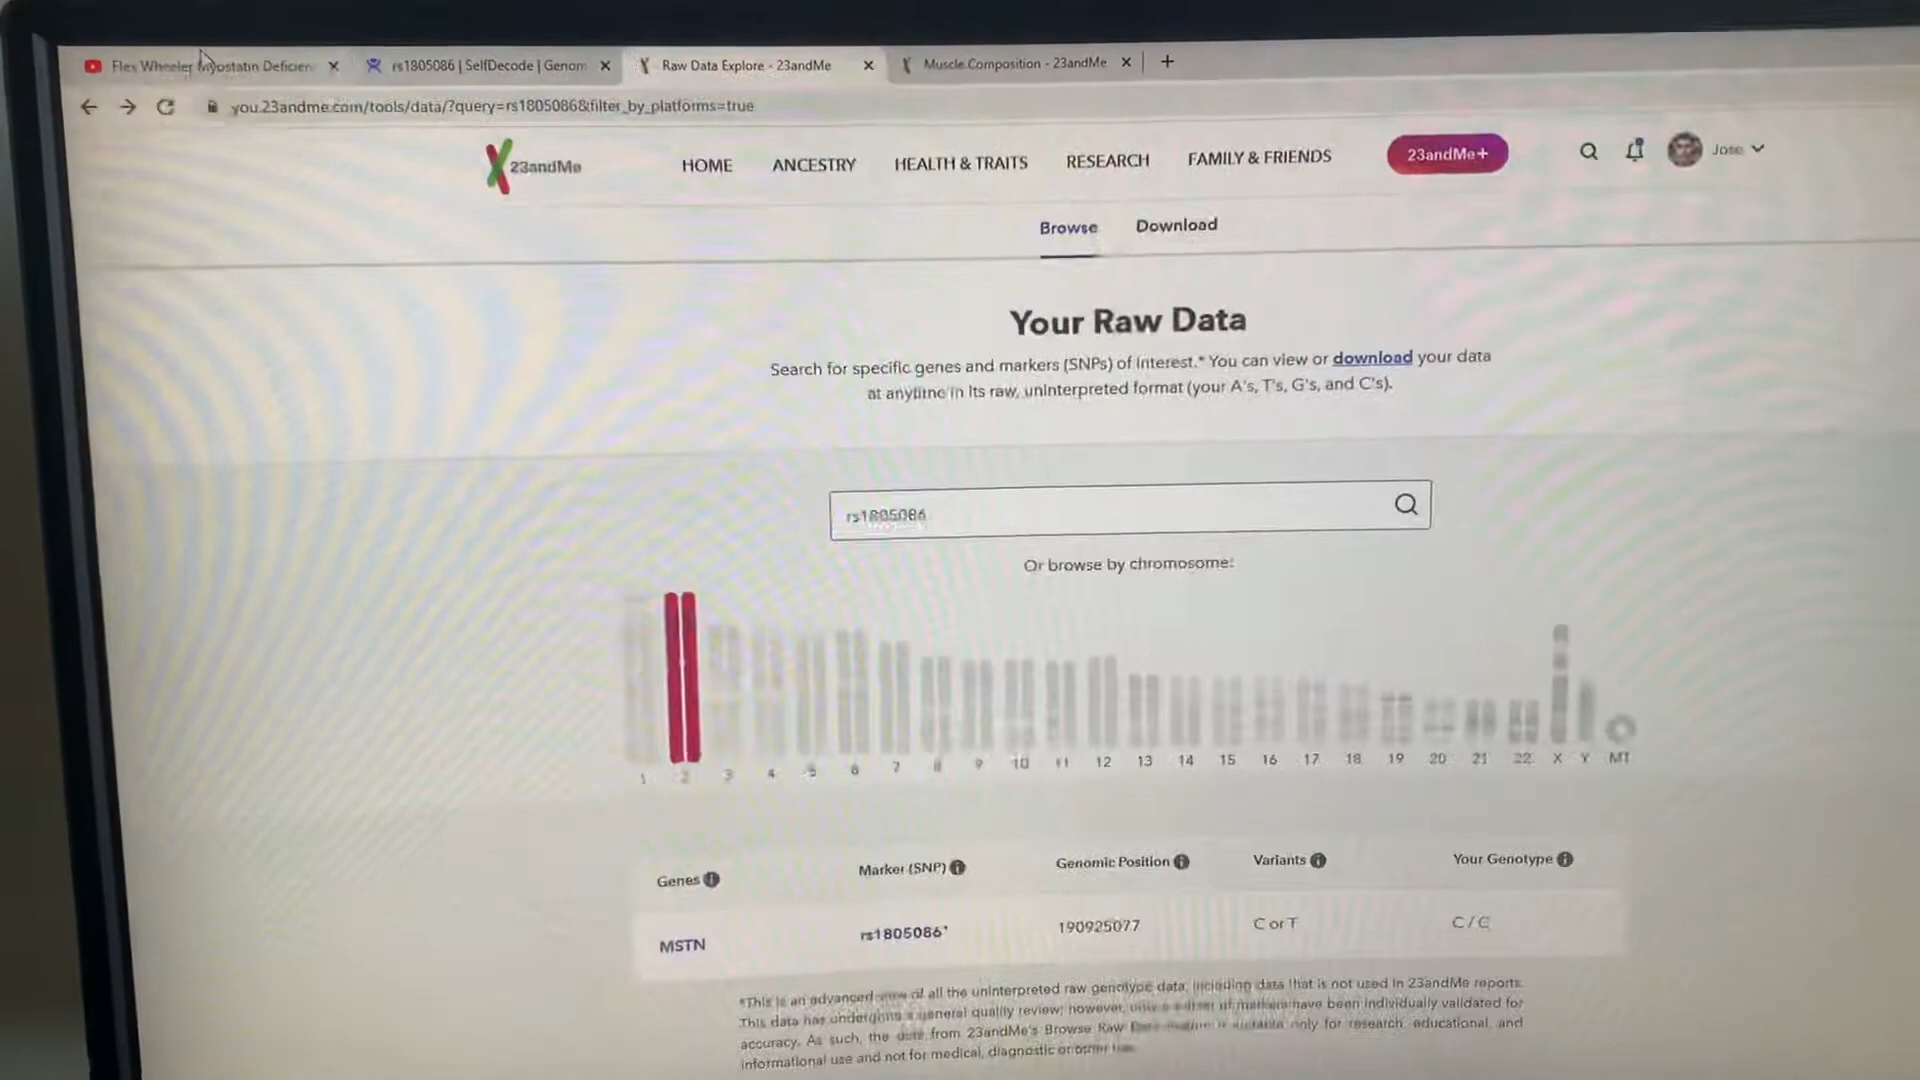 Flex Wheeler Myostatin Deficien
rs1805086 | SelfDecode | Genom
Raw Data Explore - 23andMe
Muscle Composition - 23andMe
you.23andme.com/tools/data/?query=rs1805086&filter_by_platforms=true
23andMe
HOME
ANCESTRY
HEALTH & TRAITS
RESEARCH
FAMILY & FRIENDS
23andMe+
Jose
Browse
Download
Your Raw Data
Search for specific genes and markers (SNPs) of interest.* You can view or download your data
at anytime in its raw, uninterpreted format (your A's, T's, G's, and C's).
rs1805086
Or browse by chromosome:
1 2 3 4 5 6 7 8 9 10 11 12 13 14 15 16 17 18 19 20 21 22 X Y MT
Genes
Marker (SNP)
Genomic Position
Variants
Your Genotype
MSTN
rs1805086*
190925077
C or T
C / C
*This is an advanced view of all the uninterpreted raw genotype data, including data that is not used in 23andMe reports.
This data has undergone a general quality review; however, only a subset of markers have been individually validated for
accuracy. As such, the data from 23andMe's Browse Raw only for research, educational, and
informational use and not for medical, diagnostic or other use.